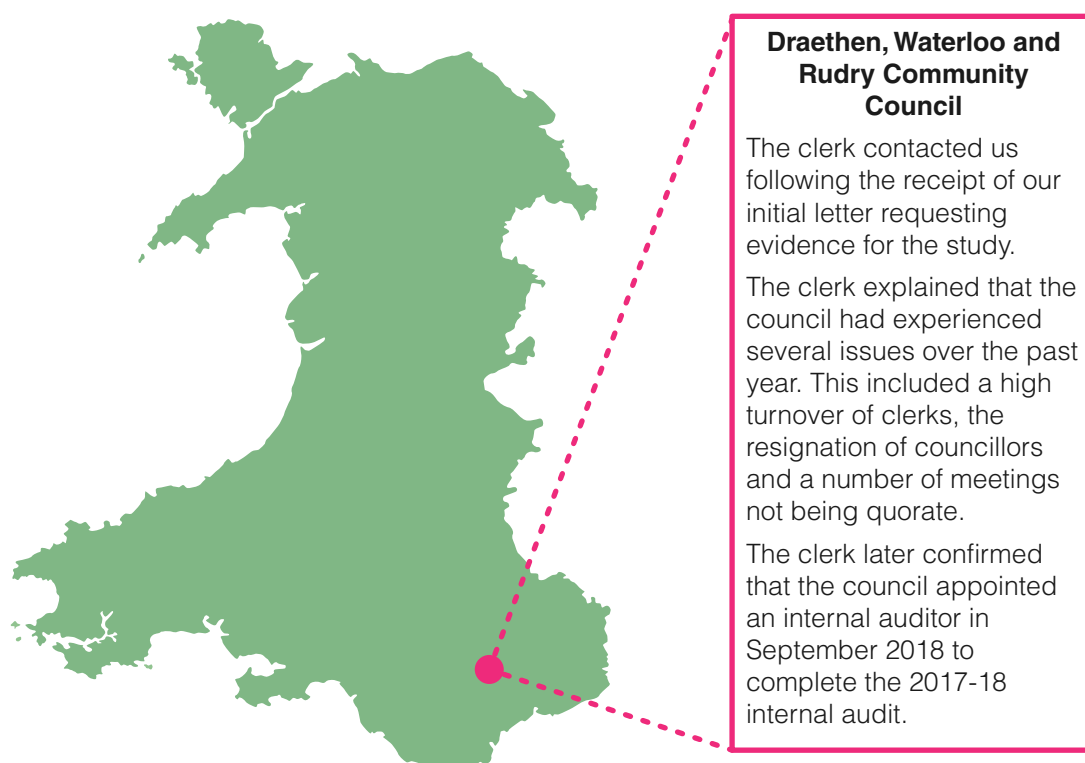 Draethen, Waterloo and
Rudry Community
Council
The clerk contacted us
following the receipt of our
initial letter requesting
evidence for the study.
The clerk explained that the
council had experienced
several issues over the past
year. This included a high
turnover of clerks, the
resignation of councillors
and a number of meetings
not being quorate.
The clerk later confirmed
that the council appointed
an internal auditor in
September 2018 to
complete the 2017-18
internal audit.